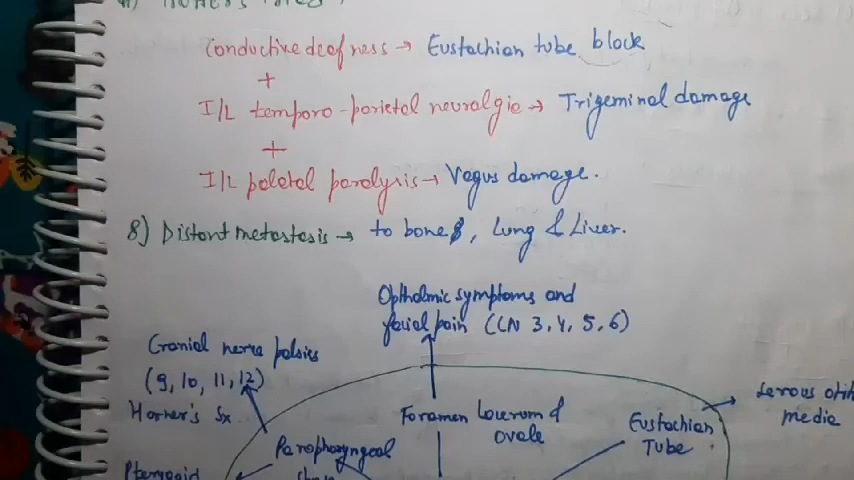 conductive deafness → Eustachian tube block
+
I/L temporo-parietal neuralgia → Trigeminal damage
+
I/L palatal paralysis → Vagus damage.
8) Distant metastasis → to bones, Lung & Liver.
Opthalmic symptoms and
facial pain (CN 3, 4, 5, 6)
Cranial nerve palsies
(9, 10, 11, 12)
Horner's Sx
Foramen Lacerum &
ovale
Eustachian
Tube
Serous otitis
media
Parapharyngeal
space
Pterygoid